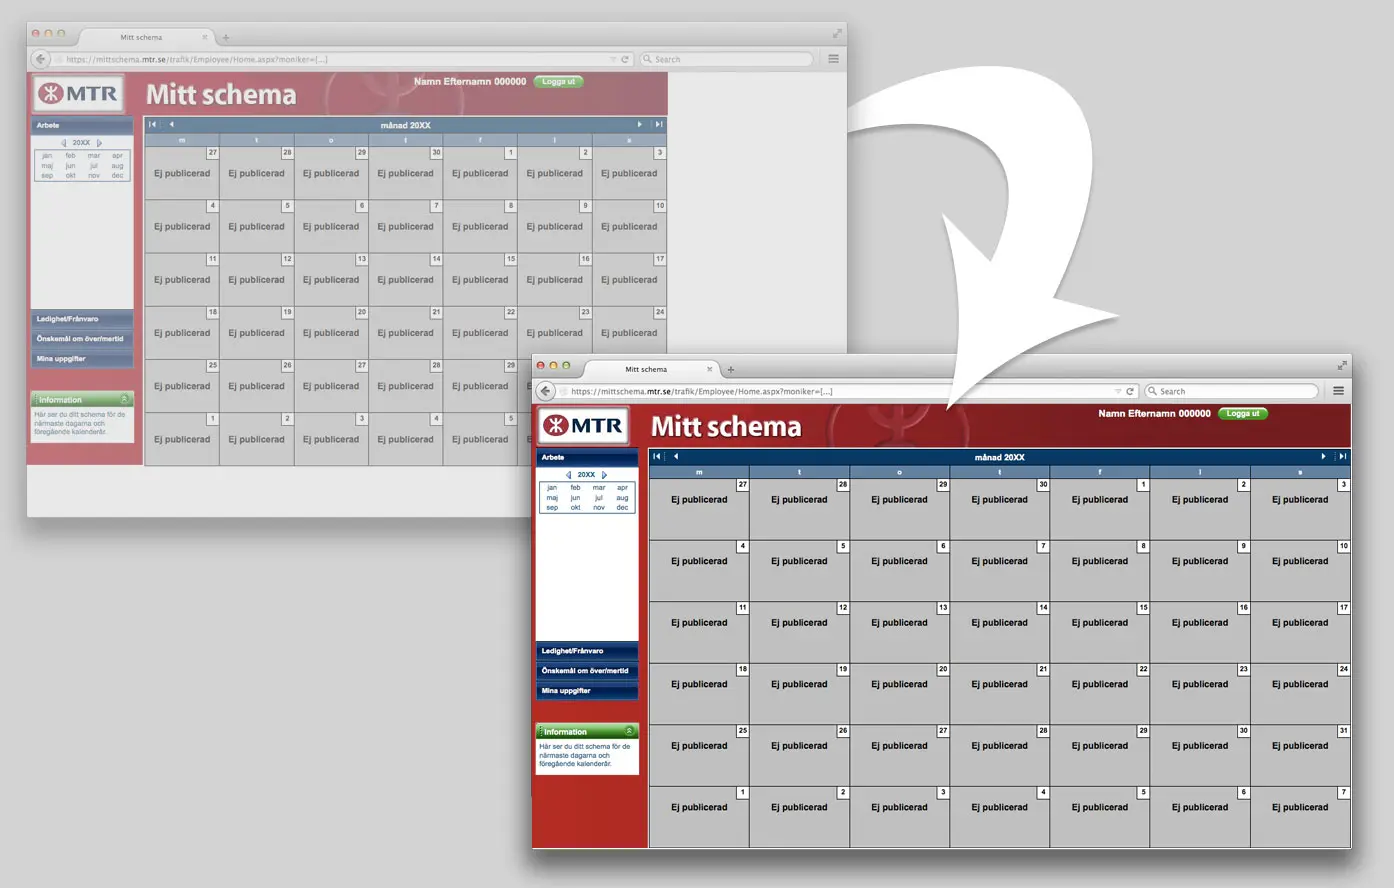 Mitt schema
https://mittschema.mtr.se/trafik/Employee/Home.aspx?moniker=[...]
Search
MTR
Mitt schema
Namn Efternamn 000000
Logga ut
Arbete
månad 20XX
m t o t f l s
20XX
jan feb mar apr
maj jun jul aug
sep okt nov dec
27 28 29 30 1 2 3
Ej publicerad Ej publicerad Ej publicerad Ej publicerad Ej publicerad Ej publicerad Ej publicerad
4 5 6 7 8 9 10
Ej publicerad Ej publicerad Ej publicerad Ej publicerad Ej publicerad Ej publicerad Ej publicerad
11 12 13 14 15 16 17
Ej publicerad Ej publicerad Ej publicerad Ej publicerad Ej publicerad Ej publicerad Ej publicerad
18 19 20 21 22 23 24
Ej publicerad Ej publicerad Ej publicerad Ej publicerad Ej publicerad Ej publicerad Ej publicerad
25 26 27 28 29
Ej publicerad Ej publicerad Ej publicerad Ej publicerad Ej publicerad
1 2 3 4 5
Ej publicerad Ej publicerad Ej publicerad Ej publicerad Ej publicerad
Ledighet/Frånvaro
Önskemål om över/mertid
Mina uppgifter
Information
Här ser du ditt schema för de
närmaste dagarna och
föregående kalenderår.
Mitt schema
https://mittschema.mtr.se/trafik/Employee/Home.aspx?moniker=[...]
Search
MTR
Mitt schema
Namn Efternamn 000000
Logga ut
Arbete
månad 20XX
m t o t f l s
20XX
jan feb mar apr
maj jun jul aug
sep okt nov dec
27 28 29 30 1 2 3
Ej publicerad Ej publicerad Ej publicerad Ej publicerad Ej publicerad Ej publicerad Ej publicerad
4 5 6 7 8 9 10
Ej publicerad Ej publicerad Ej publicerad Ej publicerad Ej publicerad Ej publicerad Ej publicerad
11 12 13 14 15 16 17
Ej publicerad Ej publicerad Ej publicerad Ej publicerad Ej publicerad Ej publicerad Ej publicerad
18 19 20 21 22 23 24
Ej publicerad Ej publicerad Ej publicerad Ej publicerad Ej publicerad Ej publicerad Ej publicerad
25 26 27 28 29 30 31
Ej publicerad Ej publicerad Ej publicerad Ej publicerad Ej publicerad Ej publicerad Ej publicerad
1 2 3 4 5 6 7
Ej publicerad Ej publicerad Ej publicerad Ej publicerad Ej publicerad Ej publicerad Ej publicerad
Ledighet/Frånvaro
Önskemål om över/mertid
Mina uppgifter
Information
Här ser du ditt schema för de
närmaste dagarna och
föregående kalenderår.